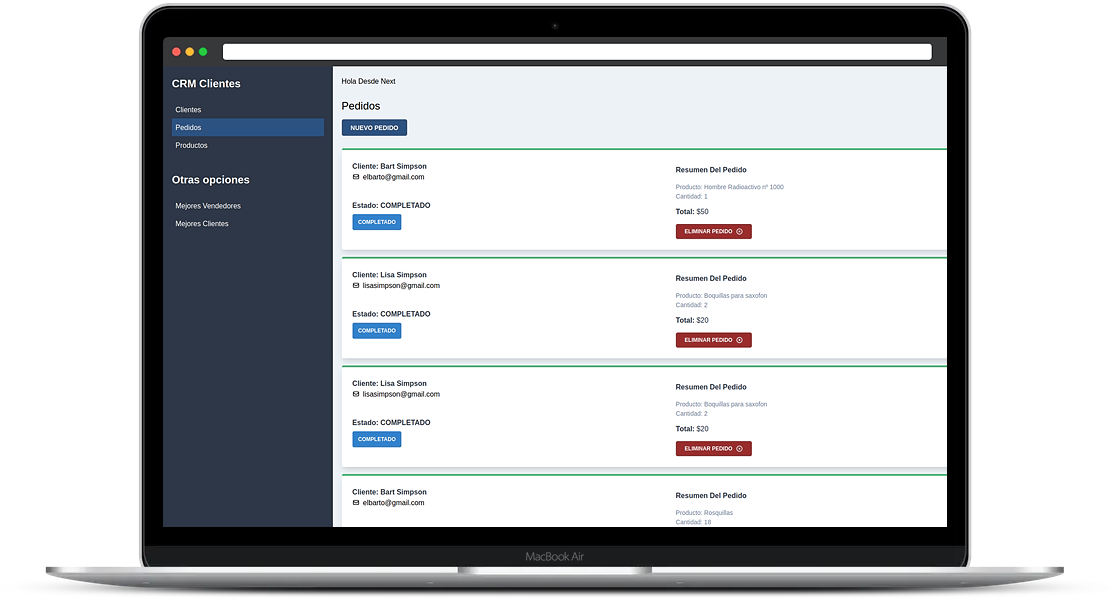 CRM Clientes
Clientes
Pedidos
Productos
Otras opciones
Mejores Vendedores
Mejores Clientes
Hola Desde Next
Pedidos
NUEVO PEDIDO
Cliente: Bart Simpson
elbarto@gmail.com
Estado: COMPLETADO
COMPLETADO
Resumen Del Pedido
Producto: Hombre Radioactivo nº 1000
Cantidad: 1
Total: $50
ELIMINAR PEDIDO
Cliente: Lisa Simpson
lisasimpson@gmail.com
Estado: COMPLETADO
COMPLETADO
Resumen Del Pedido
Producto: Boquillas para saxofon
Cantidad: 2
Total: $20
ELIMINAR PEDIDO
Cliente: Lisa Simpson
lisasimpson@gmail.com
Estado: COMPLETADO
COMPLETADO
Resumen Del Pedido
Producto: Boquillas para saxofon
Cantidad: 2
Total: $20
ELIMINAR PEDIDO
Cliente: Bart Simpson
elbarto@gmail.com
Resumen Del Pedido
Producto: Rosquillas
Cantidad: 18
MacBook Air